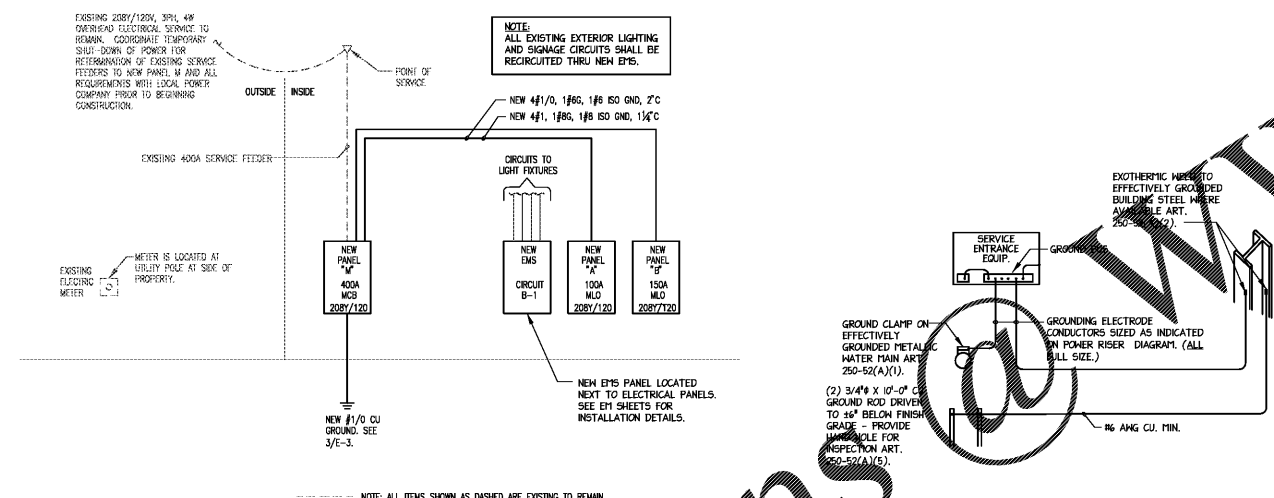 EXISTING 208Y/120V, 3PH, 4W
OVERHEAD ELECTRICAL SERVICE TO
REMAIN. COORDINATE TEMPORARY
SHUT-DOWN OF POWER FOR
RETERMINATION OF EXISTING SERVICE
FEEDERS TO NEW PANEL M AND ALL
REQUIREMENTS WITH LOCAL POWER
COMPANY PRIOR TO BEGINNING
CONSTRUCTION.
OUTSIDE INSIDE
POINT OF
SERVICE
NOTE:
ALL EXISTING EXTERIOR LIGHTING
AND SIGNAGE CIRCUITS SHALL BE
RECIRCUITED THRU NEW EMS.
NEW 4#1/0, 1#6G, 1#6 ISO GND, 2"C
NEW 4#1, 1#8G, 1#8 ISO GND, 1¼"C
EXISTING 400A SERVICE FEEDER
CIRCUITS TO
LIGHT FIXTURES
EXISTING
ELECTRIC
METER
METER IS LOCATED AT
UTILITY POLE AT SIDE OF
PROPERTY.
NEW
PANEL
"M"
400A
MCB
208Y/120
NEW
EMS
CIRCUIT
B-1
NEW
PANEL
"A"
100A
MLO
208Y/120
NEW
PANEL
"B"
150A
MLO
208Y/120
NEW EMS PANEL LOCATED
NEXT TO ELECTRICAL PANELS.
SEE EM SHEETS FOR
INSTALLATION DETAILS.
NEW #1/0 CU
GROUND. SEE
3/E-3.
NOTE: ALL ITEMS SHOWN AS DASHED ARE EXISTING TO REMAIN
EXOTHERMIC WELD TO
EFFECTIVELY GROUNDED
BUILDING STEEL WHERE
AVAILABLE ART.
SERVICE
ENTRANCE
EQUIP.
GROUND BUS
GROUND CLAMP ON
EFFECTIVELY
GROUNDED METALLIC
WATER MAIN ART
250-52(A)(1).
GROUNDING ELECTRODE
CONDUCTORS SIZED AS INDICATED
ON POWER RISER DIAGRAM. (ALL
FULL SIZE.)
(2) 3/4"Φ X 10'-0" CU
GROUND ROD DRIVEN
TO ±6" BELOW FINISH
GRADE - PROVIDE
HANDHOLE FOR
INSPECTION ART.
250-52(A)(5).
#6 AWG CU. MIN.
@